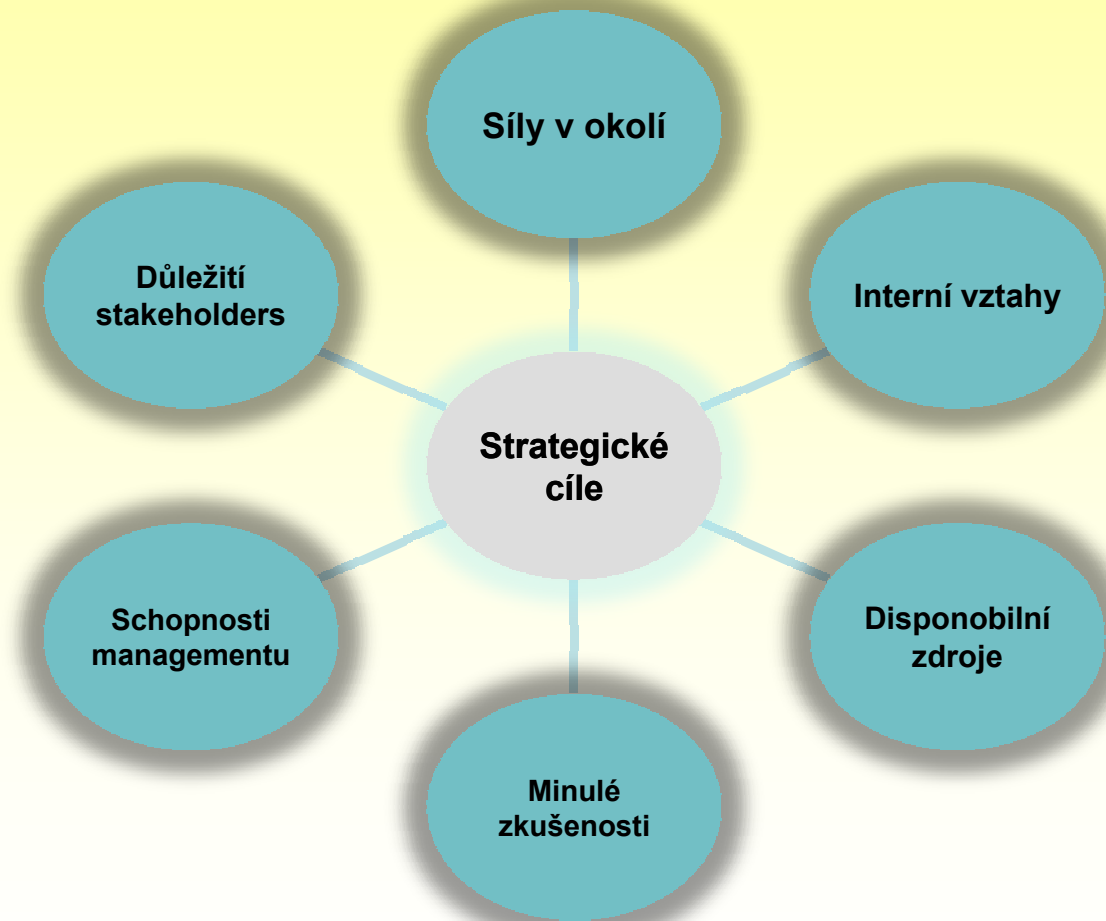 Síly v okolí
Důležití
stakeholders
Interní vztahy
Strategické
cíle
Schopnosti
managementu
Disponobilní
zdroje
Minulé
zkušenosti